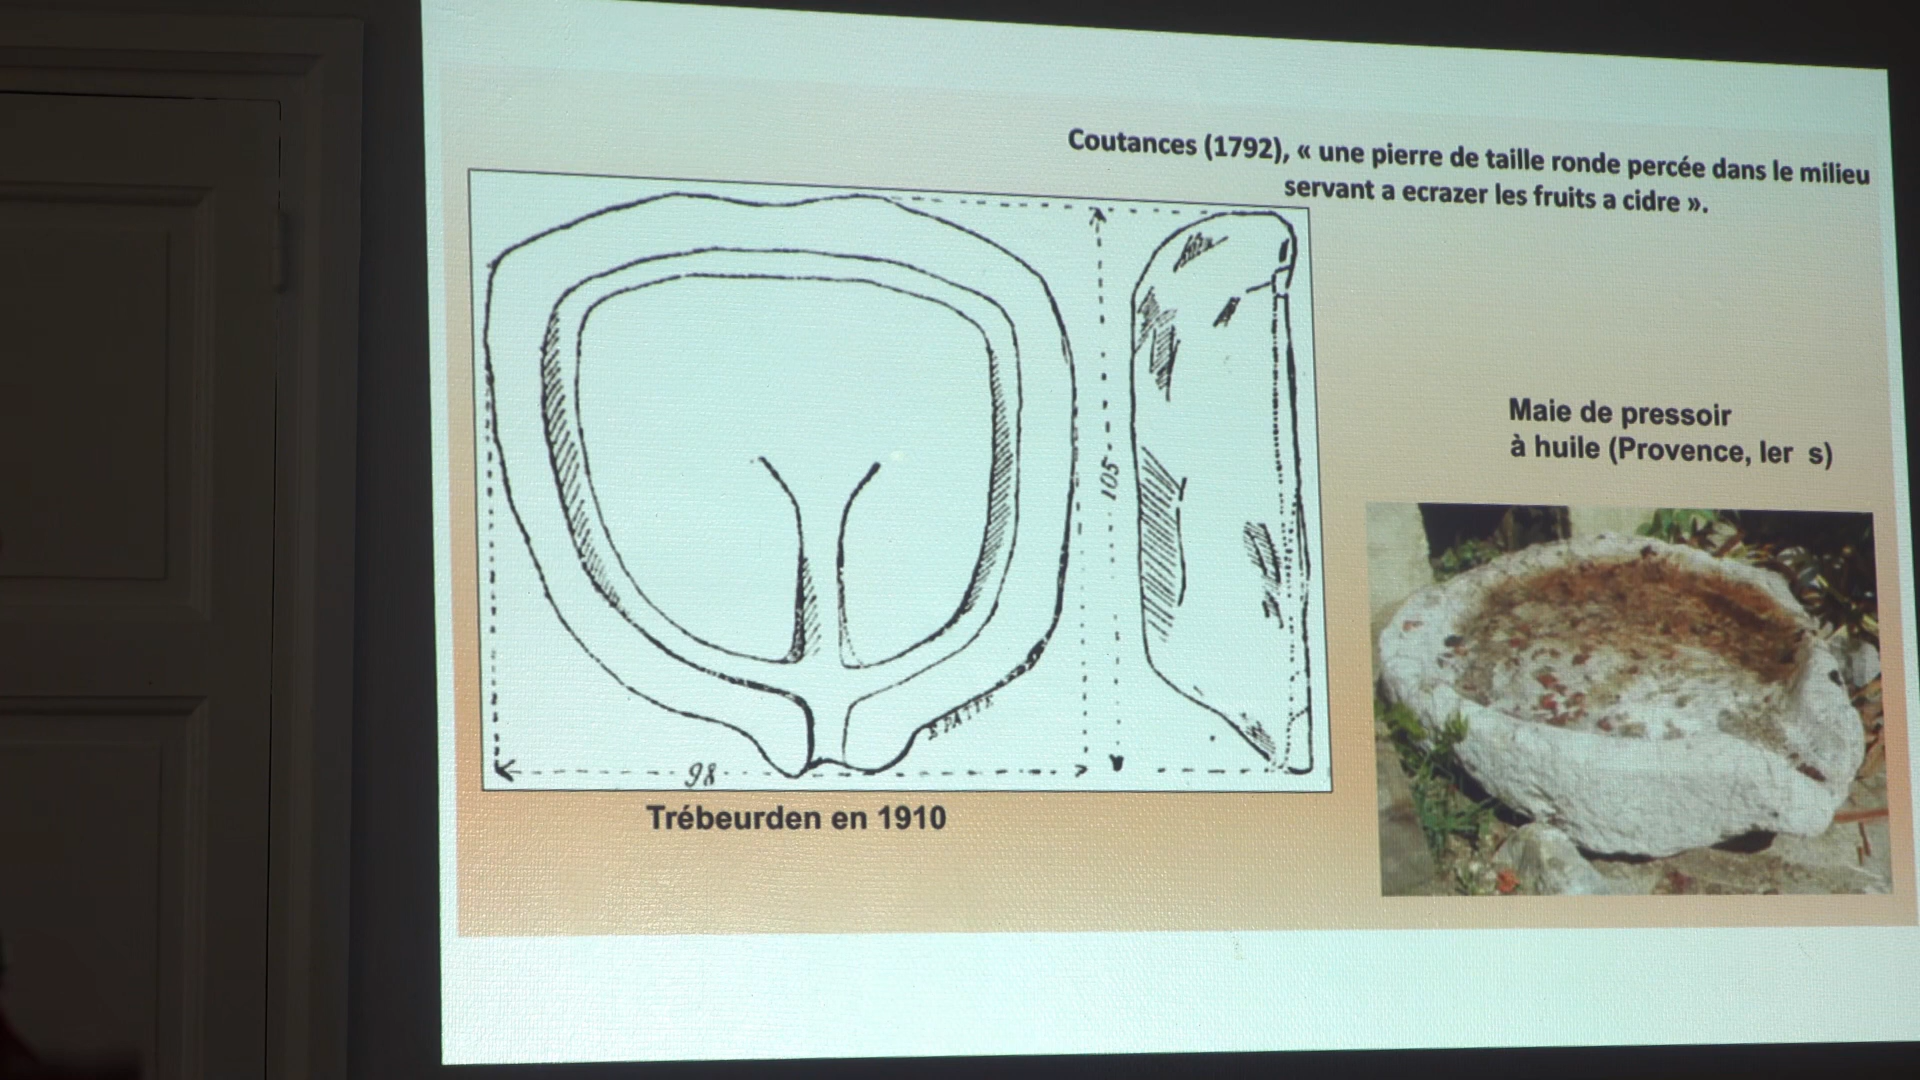 Coutances (1792), « une pierre de taille ronde percée dans le milieu
servant a ecrazer les fruits a cidre ».
105
98
E PATTE
Trébeurden en 1910
Maie de pressoir
à huile (Provence, Ier s)